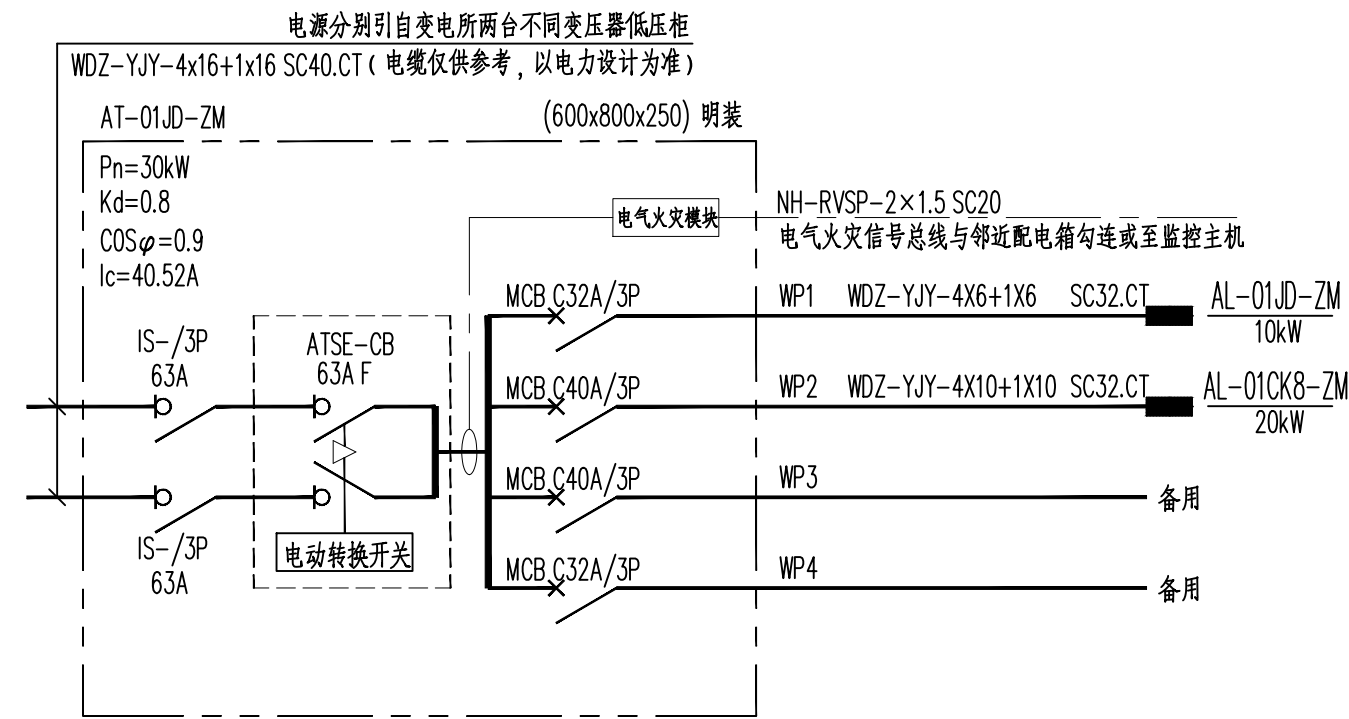 电源分别引自变电所两台不同变压器低压柜
WDZ-YJY-4x16+1x16 SC40.CT(电缆仅供参考,以电力设计为准)
AT-01JD-ZM
(600x800x250) 明装
Pn=30kW
Kd=0.8
COSφ=0.9
Ic=40.52A
电气火灾模块
NH-RVSP-2×1.5 SC20
电气火灾信号总线与邻近配电箱勾连或至监控主机
IS-/3P
63A
ATSE-CB
63A F
MCB C32A/3P
WP1
WDZ-YJY-4X6+1X6
SC32.CT
AL-01JD-ZM
10kW
MCB C40A/3P
WP2
WDZ-YJY-4X10+1X10
SC32.CT
AL-01CK8-ZM
20kW
MCB C40A/3P
WP3
备用
IS-/3P
63A
电动转换开关
MCB C32A/3P
WP4
备用